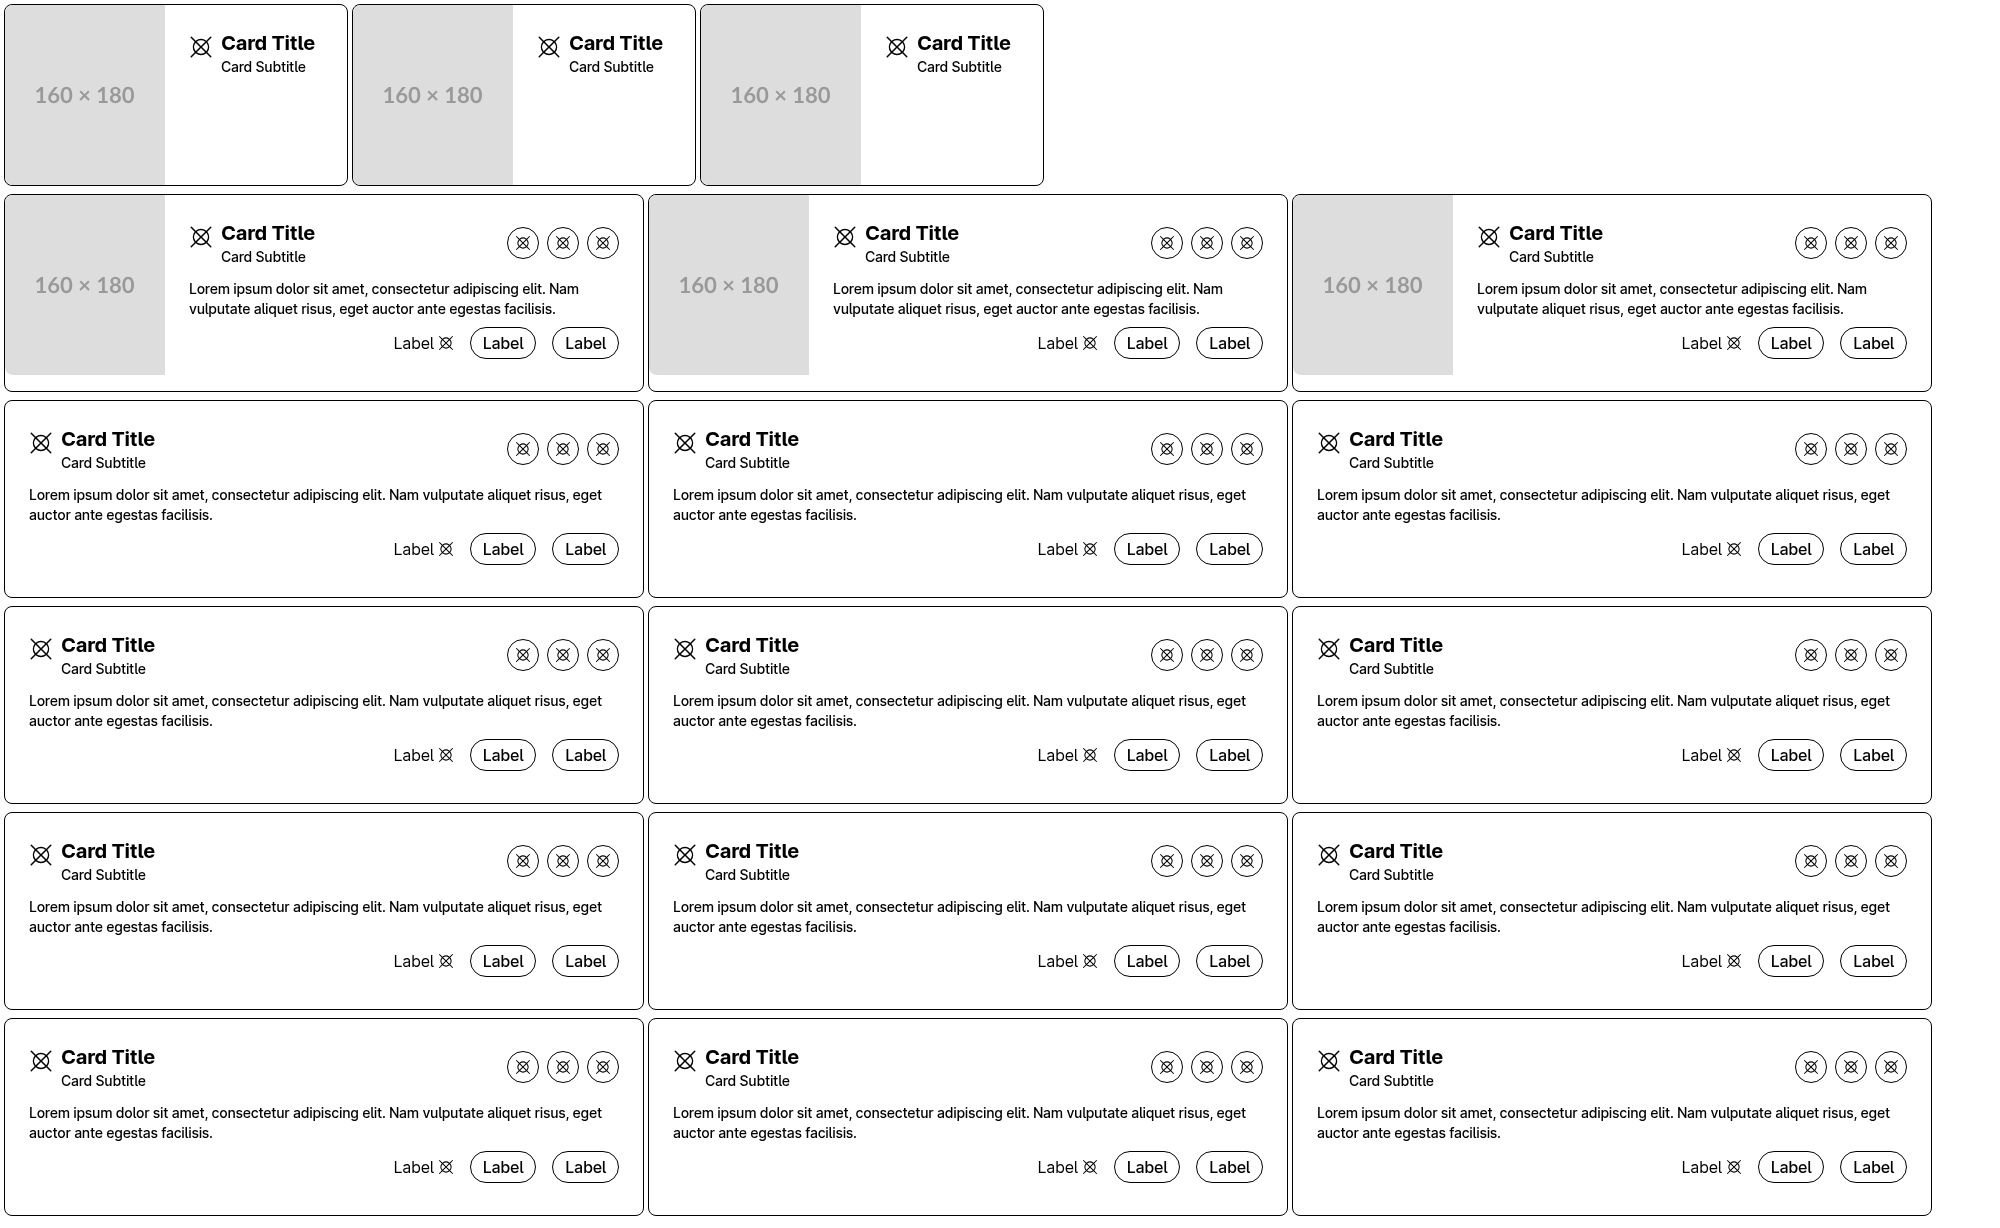 160 × 180
Card Title
Card Subtitle
160 × 180
Card Title
Card Subtitle
160 × 180
Card Title
Card Subtitle
160 × 180
Card Title
Card Subtitle
Lorem ipsum dolor sit amet, consectetur adipiscing elit. Nam
vulputate aliquet risus, eget auctor ante egestas facilisis.
Label Label Label
160 × 180
Card Title
Card Subtitle
Lorem ipsum dolor sit amet, consectetur adipiscing elit. Nam
vulputate aliquet risus, eget auctor ante egestas facilisis.
Label Label Label
160 × 180
Card Title
Card Subtitle
Lorem ipsum dolor sit amet, consectetur adipiscing elit. Nam
vulputate aliquet risus, eget auctor ante egestas facilisis.
Label Label Label
Card Title
Card Subtitle
Lorem ipsum dolor sit amet, consectetur adipiscing elit. Nam vulputate aliquet risus, eget
auctor ante egestas facilisis.
Label Label Label
Card Title
Card Subtitle
Lorem ipsum dolor sit amet, consectetur adipiscing elit. Nam vulputate aliquet risus, eget
auctor ante egestas facilisis.
Label Label Label
Card Title
Card Subtitle
Lorem ipsum dolor sit amet, consectetur adipiscing elit. Nam vulputate aliquet risus, eget
auctor ante egestas facilisis.
Label Label Label
Card Title
Card Subtitle
Lorem ipsum dolor sit amet, consectetur adipiscing elit. Nam vulputate aliquet risus, eget
auctor ante egestas facilisis.
Label Label Label
Card Title
Card Subtitle
Lorem ipsum dolor sit amet, consectetur adipiscing elit. Nam vulputate aliquet risus, eget
auctor ante egestas facilisis.
Label Label Label
Card Title
Card Subtitle
Lorem ipsum dolor sit amet, consectetur adipiscing elit. Nam vulputate aliquet risus, eget
auctor ante egestas facilisis.
Label Label Label
Card Title
Card Subtitle
Lorem ipsum dolor sit amet, consectetur adipiscing elit. Nam vulputate aliquet risus, eget
auctor ante egestas facilisis.
Label Label Label
Card Title
Card Subtitle
Lorem ipsum dolor sit amet, consectetur adipiscing elit. Nam vulputate aliquet risus, eget
auctor ante egestas facilisis.
Label Label Label
Card Title
Card Subtitle
Lorem ipsum dolor sit amet, consectetur adipiscing elit. Nam vulputate aliquet risus, eget
auctor ante egestas facilisis.
Label Label Label
Card Title
Card Subtitle
Lorem ipsum dolor sit amet, consectetur adipiscing elit. Nam vulputate aliquet risus, eget
auctor ante egestas facilisis.
Label Label Label
Card Title
Card Subtitle
Lorem ipsum dolor sit amet, consectetur adipiscing elit. Nam vulputate aliquet risus, eget
auctor ante egestas facilisis.
Label Label Label
Card Title
Card Subtitle
Lorem ipsum dolor sit amet, consectetur adipiscing elit. Nam vulputate aliquet risus, eget
auctor ante egestas facilisis.
Label Label Label